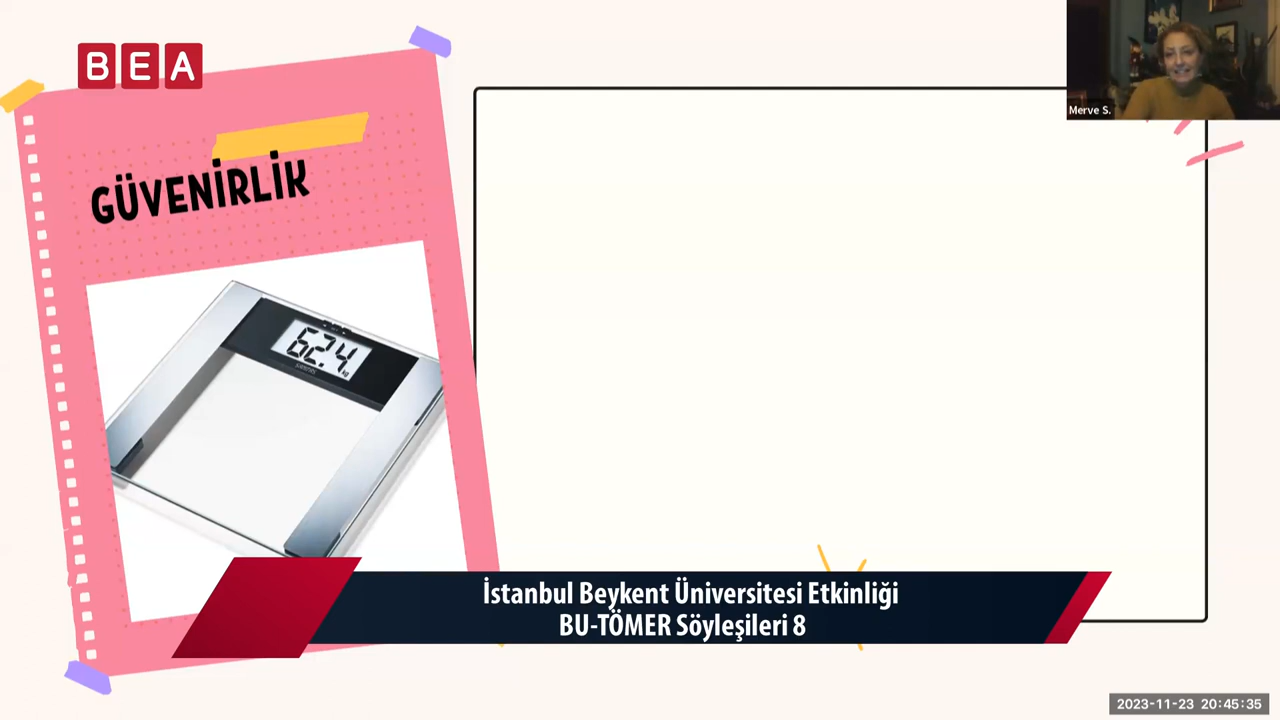 BEA
Merve S.
GÜVENİRLİK
62.4
kg
İstanbul Beykent Üniversitesi Etkinliği
BU-TÖMER Söyleşileri 8
2023-11-23 20:45:35